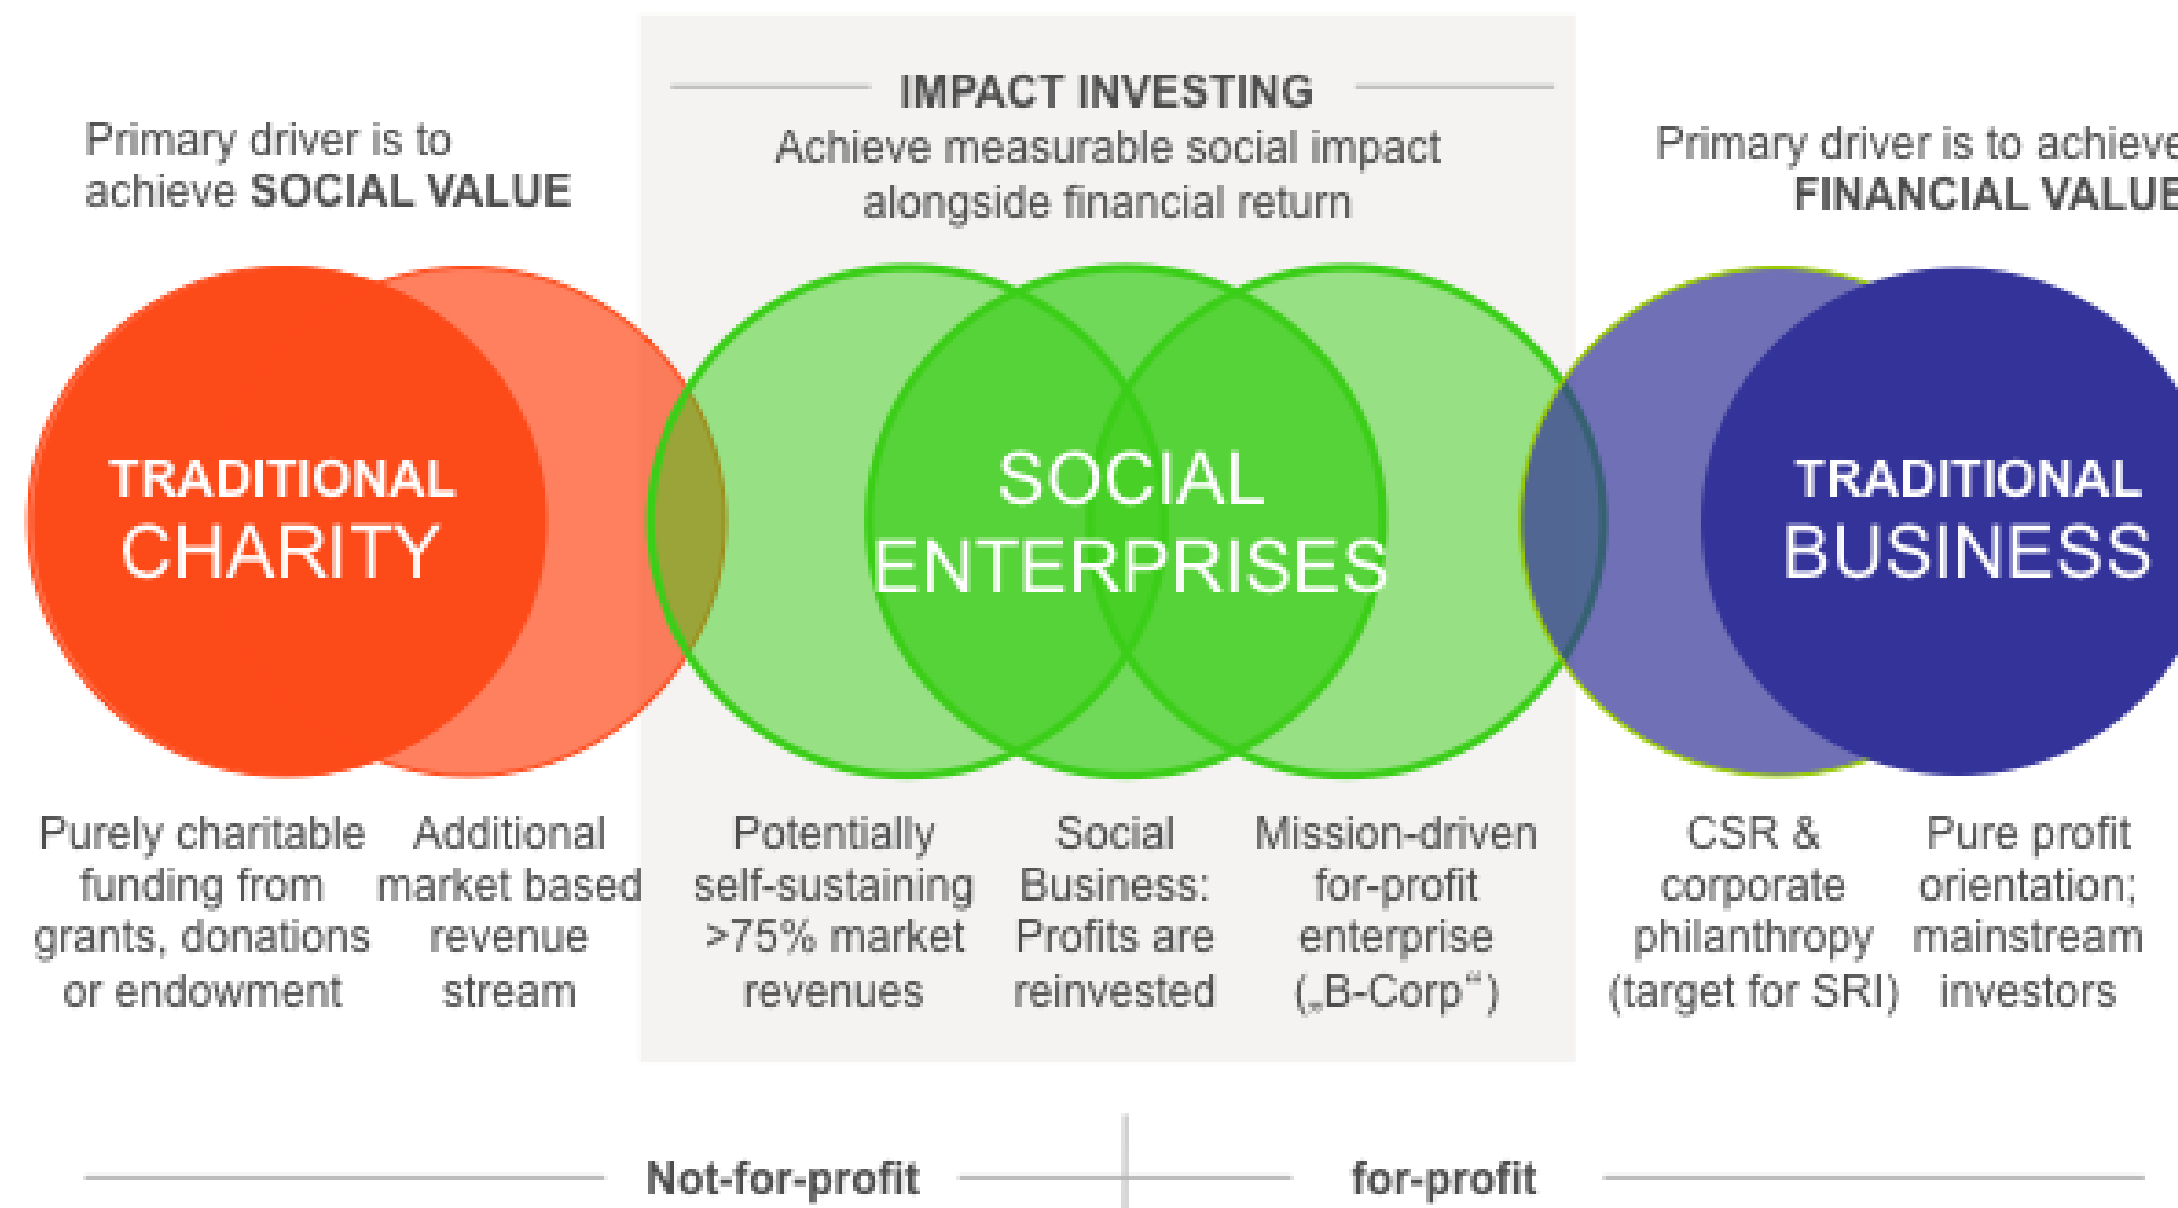 IMPACT INVESTING
Achieve measurable social impact
alongside financial return
Primary driver is to
achieve SOCIAL VALUE
Primary driver is to achieve
FINANCIAL VALUE
TRADITIONAL
CHARITY
SOCIAL
ENTERPRISES
TRADITIONAL
BUSINESS
Purely charitable
funding from
grants, donations
or endowment
Additional
market based
revenue
stream
Potentially
self-sustaining
>75% market
revenues
Social
Business:
Profits are
reinvested
Mission-driven
for-profit
enterprise
(„B-Corp“)
CSR &
corporate
philanthropy
(target for SRI)
Pure profit
orientation;
mainstream
investors
Not-for-profit
for-profit